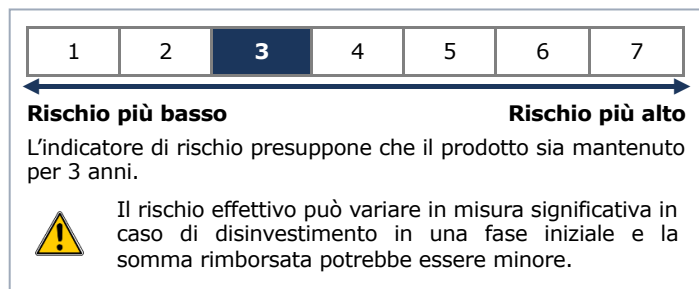 1 2 3 4 5 6 7
Rischio più basso Rischio più alto
L'indicatore di rischio presuppone che il prodotto sia mantenuto
per 3 anni.
Il rischio effettivo può variare in misura significativa in
caso di disinvestimento in una fase iniziale e la
somma rimborsata potrebbe essere minore.